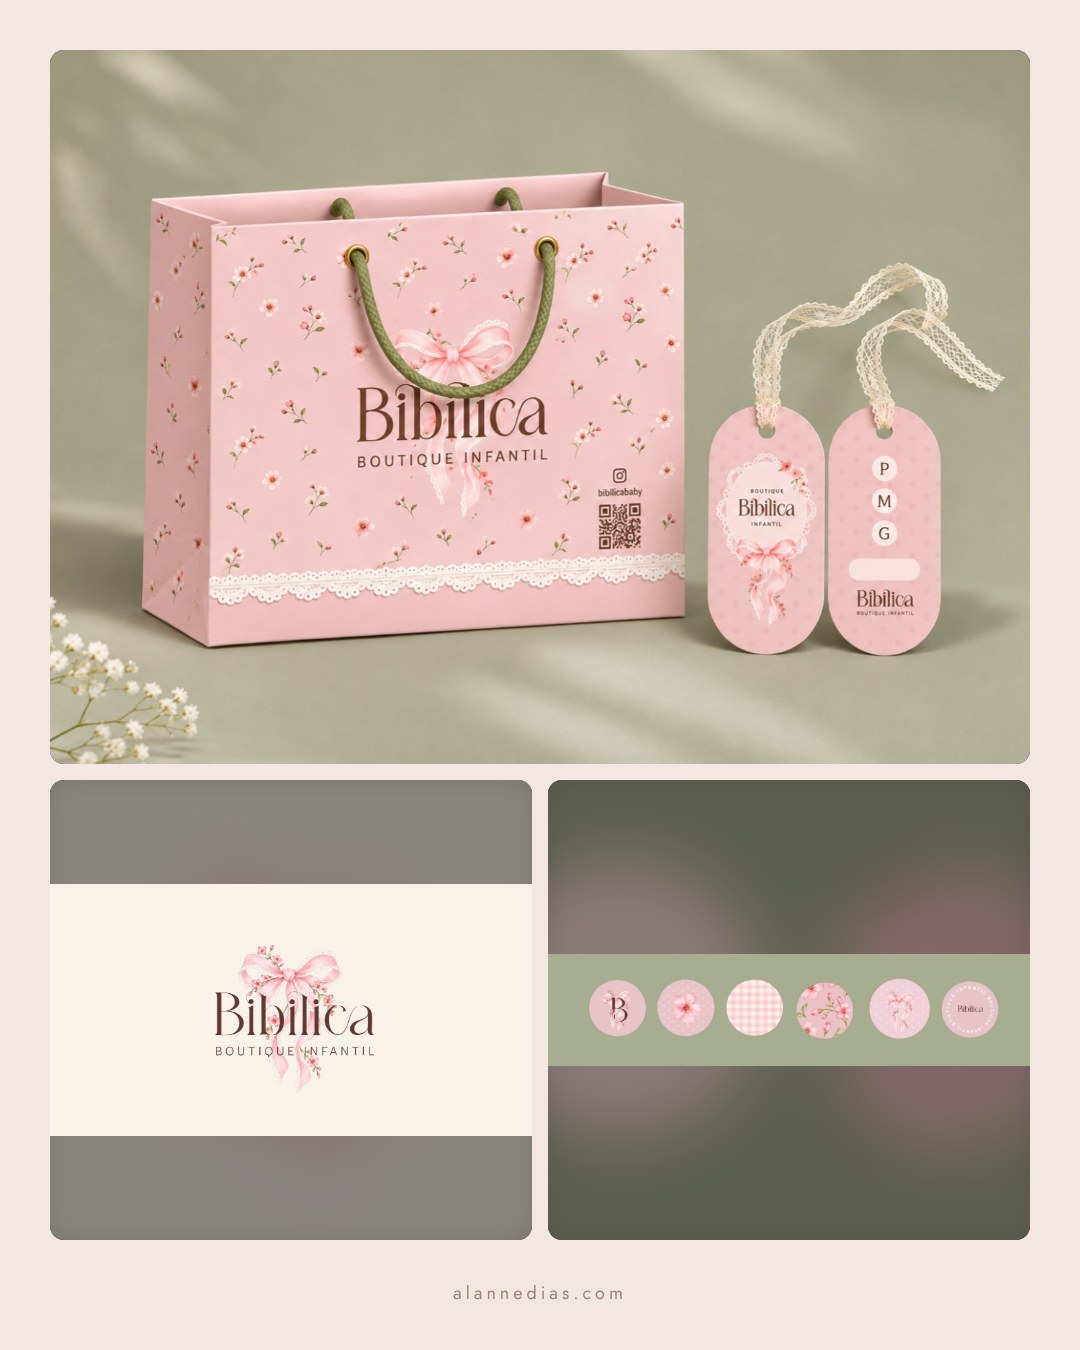 Bibilica
BOUTIQUE INFANTIL
bibilicababy
BOUTIQUE
Bibilica
INFANTIL
P
M
G
Bibilica
BOUTIQUE INFANTIL
Bibilica
BOUTIQUE INFANTIL
B
Bibilica
alannedias.com